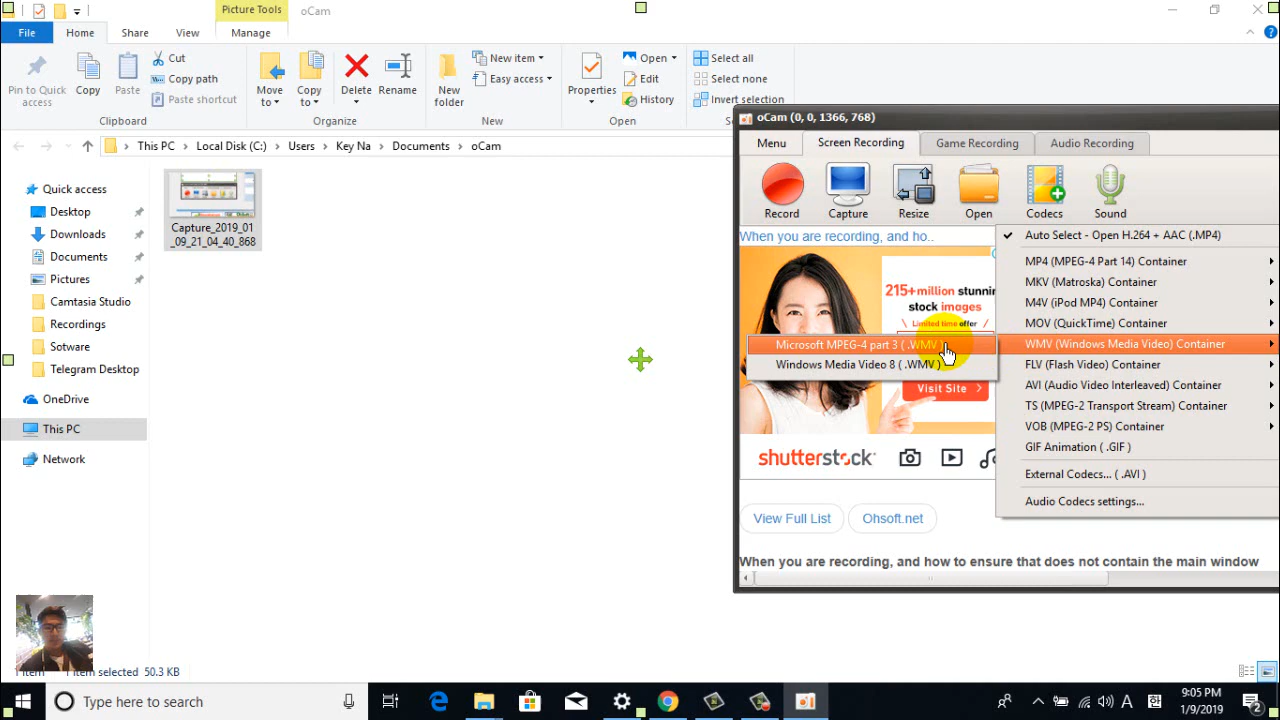 Picture Tools
oCam
File
Home
Share
View
Manage
Pin to Quick
access
Copy
Paste
Cut
Copy path
Paste shortcut
Clipboard
Move
to
Copy
to
Delete
Rename
Organize
New
folder
New item
Easy access
New
Properties
Open
Edit
History
Open
Select all
Select none
Invert selection
This PC
Local Disk (C:)
Users
Key Na
Documents
oCam
Quick access
Desktop
Downloads
Documents
Pictures
Camtasia Studio
Recordings
Sotware
Telegram Desktop
OneDrive
This PC
Network
Capture_2019_01
_09_21_04_40_868
oCam (0, 0, 1366, 768)
Menu
Screen Recording
Game Recording
Audio Recording
Record
Capture
Resize
Open
Codecs
Sound
When you are recording, and ho..
215+million stunnin
stock images
Limited time offer
Visit Site
shutterstock
Microsoft MPEG-4 part 3 ( .WMV )
Windows Media Video 8 ( .WMV )
Auto Select - Open H.264 + AAC (.MP4)
MP4 (MPEG-4 Part 14) Container
MKV (Matroska) Container
M4V (iPod MP4) Container
MOV (QuickTime) Container
WMV (Windows Media Video) Container
FLV (Flash Video) Container
AVI (Audio Video Interleaved) Container
TS (MPEG-2 Transport Stream) Container
VOB (MPEG-2 PS) Container
GIF Animation ( .GIF )
External Codecs... ( .AVI )
Audio Codecs settings...
View Full List
Ohsoft.net
When you are recording, and how to ensure that does not contain the main window
1 item
1 item selected
50.3 KB
Type here to search
A
9:05 PM
1/9/2019
2